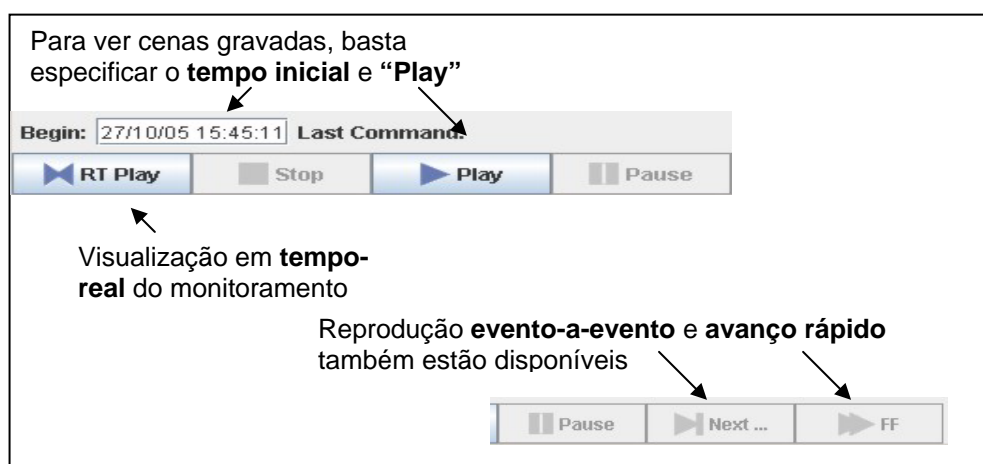 Para ver cenas gravadas, basta
especificar o tempo inicial e “Play”
Begin: 27/10/05 15:45:11 Last Command:
RT Play Stop Play Pause
Visualização em tempo-
real do monitoramento
Reprodução evento-a-evento e avanço rápido
também estão disponíveis
Pause Next ... FF